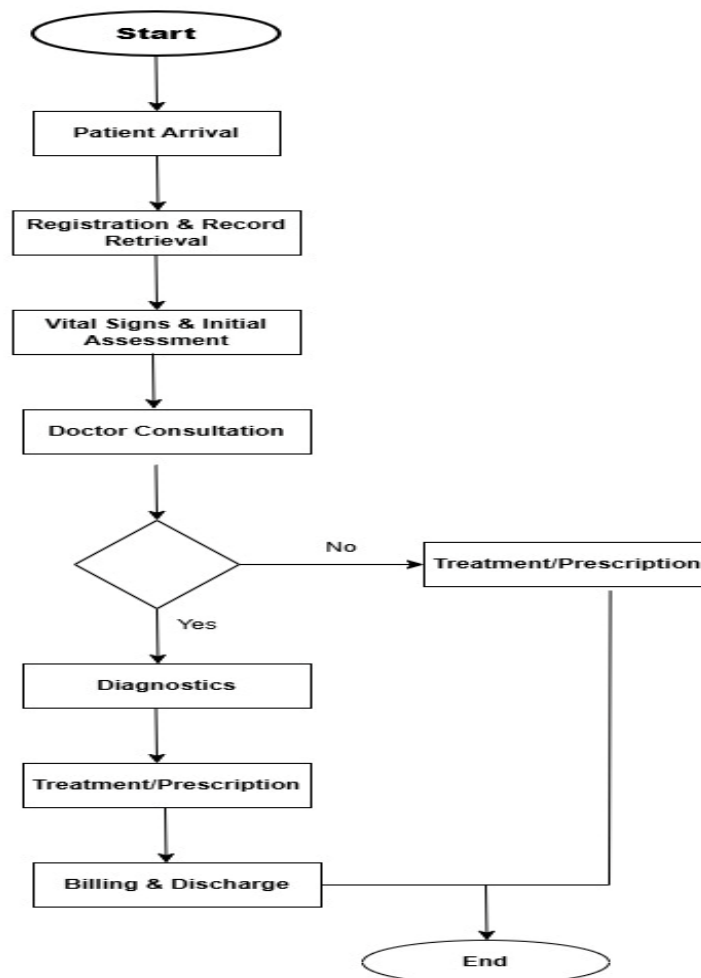 Start
Patient Arrival
Registration & Record
Retrieval
Vital Signs & Initial
Assessment
Doctor Consultation
No
Treatment/Prescription
Yes
Diagnostics
Treatment/Prescription
Billing & Discharge
End